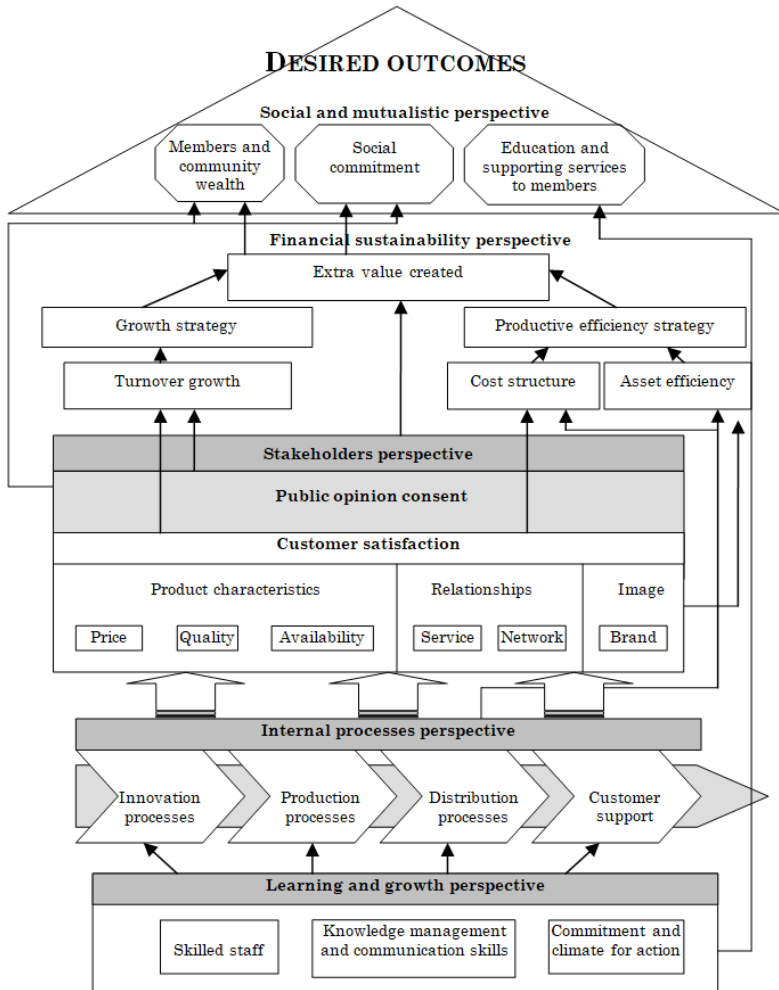 DESIRED OUTCOMES
Social and mutualistic perspective
Members and
community
wealth
Social
commitment
Education and
supporting services
to members
Financial sustainability perspective
Extra value created
Growth strategy
Productive efficiency strategy
Turnover growth
Cost structure
Asset efficiency
Stakeholders perspective
Public opinion consent
Customer satisfaction
Product characteristics
Relationships
Image
Price
Quality
Availability
Service
Network
Brand
Internal processes perspective
Innovation
processes
Production
processes
Distribution
processes
Customer
support
Learning and growth perspective
Skilled staff
Knowledge management
and communication skills
Commitment and
climate for action